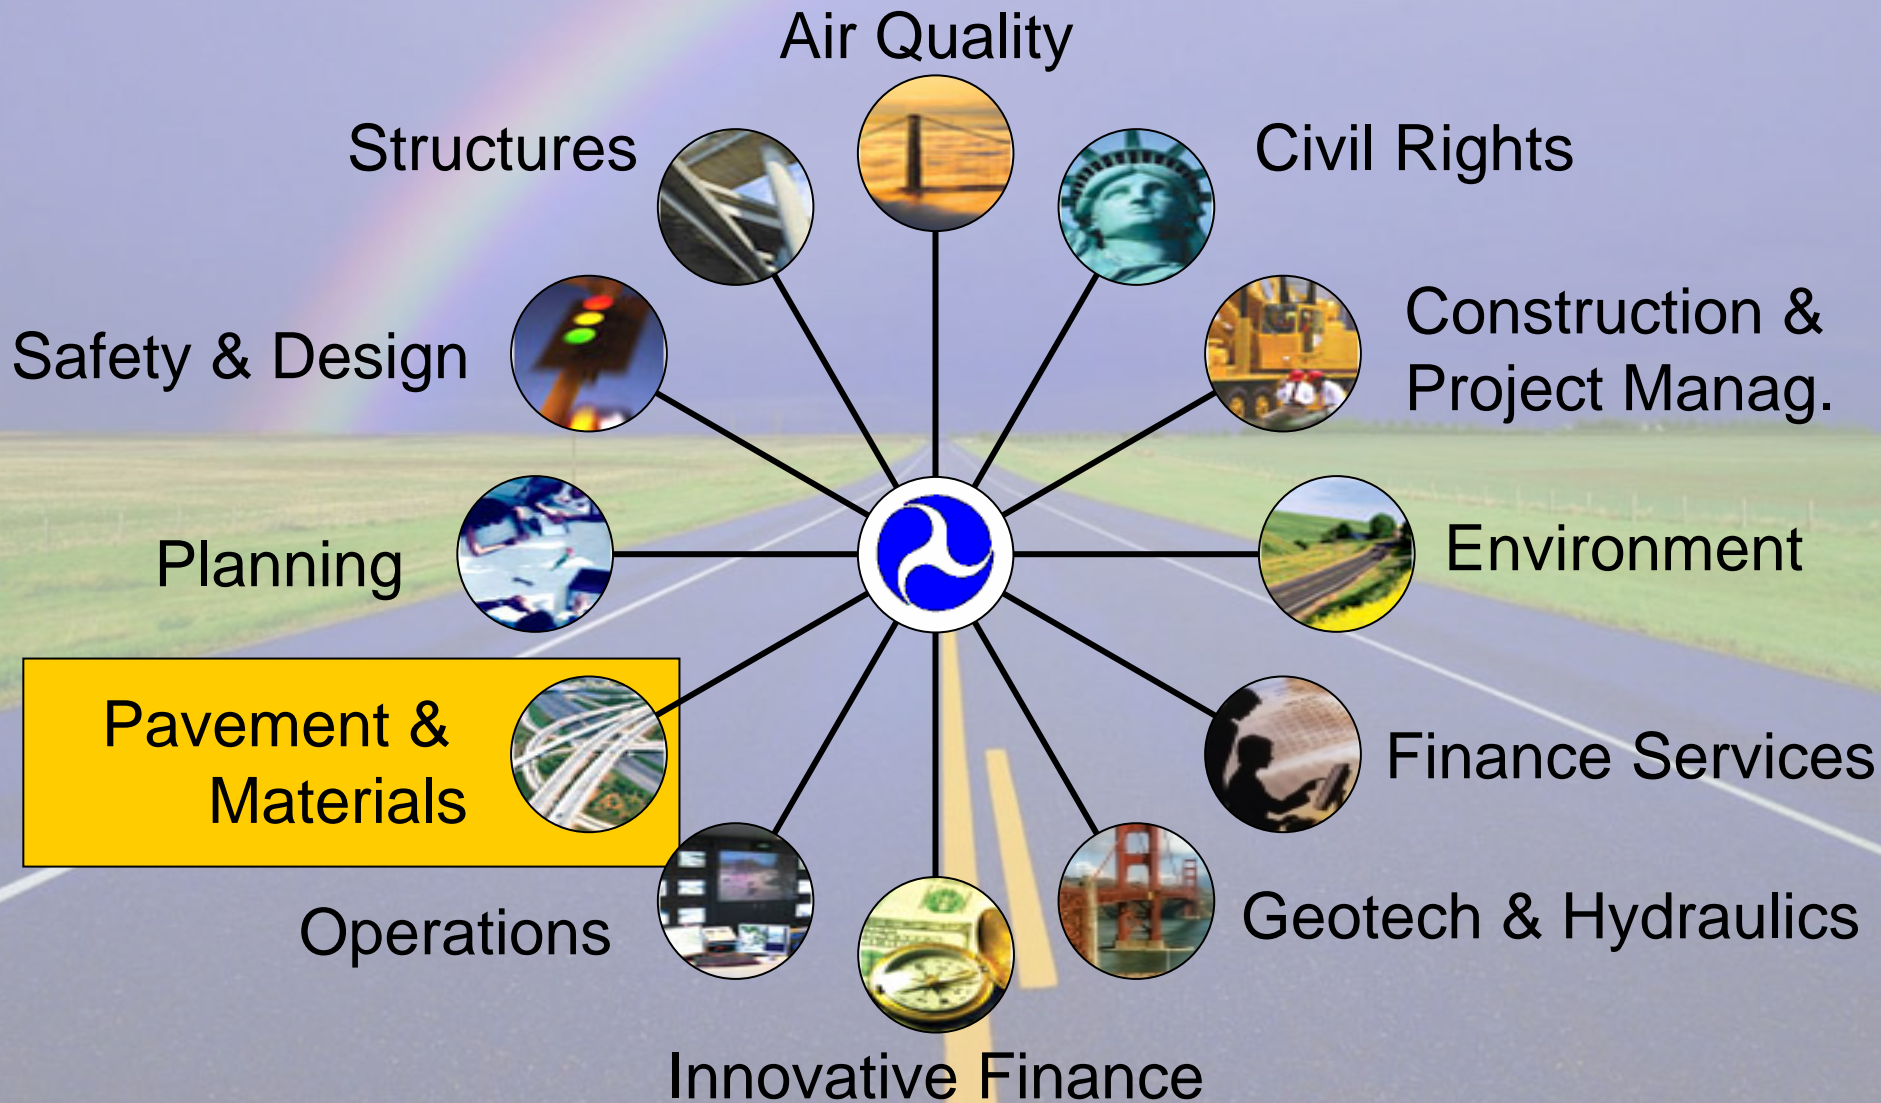 Air Quality
Structures
Civil Rights
Safety & Design
Construction &
Project Manag.
Planning
Environment
Pavement &
Materials
Finance Services
Operations
Geotech & Hydraulics
Innovative Finance